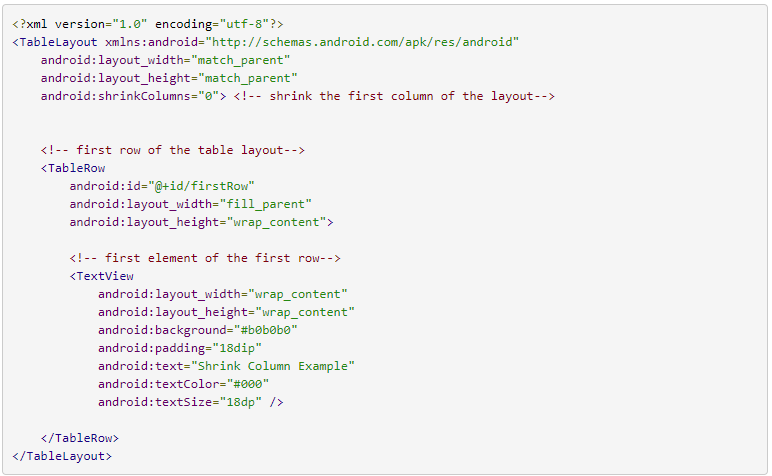 <?xml version="1.0" encoding="utf-8"?>
<TableLayout xmlns:android="http://schemas.android.com/apk/res/android"
    android:layout_width="match_parent"
    android:layout_height="match_parent"
    android:shrinkColumns="0"> <!-- shrink the first column of the layout-->
    <!-- first row of the table layout-->
    <TableRow
        android:id="@+id/firstRow"
        android:layout_width="fill_parent"
        android:layout_height="wrap_content">
        <!-- first element of the first row-->
        <TextView
            android:layout_width="wrap_content"
            android:layout_height="wrap_content"
            android:background="#b0b0b0"
            android:padding="18dip"
            android:text="Shrink Column Example"
            android:textColor="#000"
            android:textSize="18dp" />
    </TableRow>
</TableLayout>